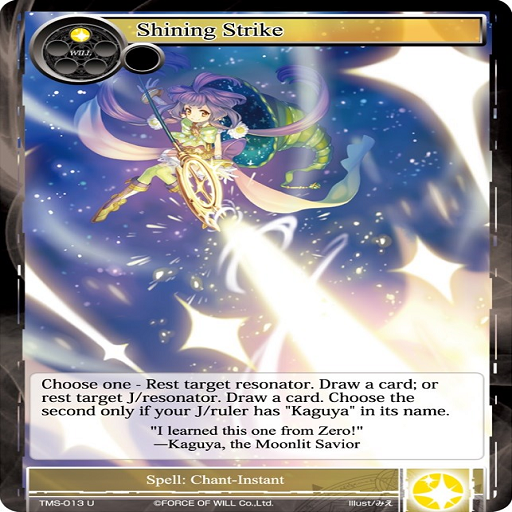 Shining Strike
WILL
Choose one - Rest target resonator. Draw a card; or
rest target J/resonator. Draw a card. Choose the
second only if your J/ruler has "Kaguya" in its name.
"I learned this one from Zero!"
—Kaguya, the Moonlit Savior
Spell: Chant-Instant
TMS-013 U ©FORCE OF WILL Co.,Ltd. Illust/みえ